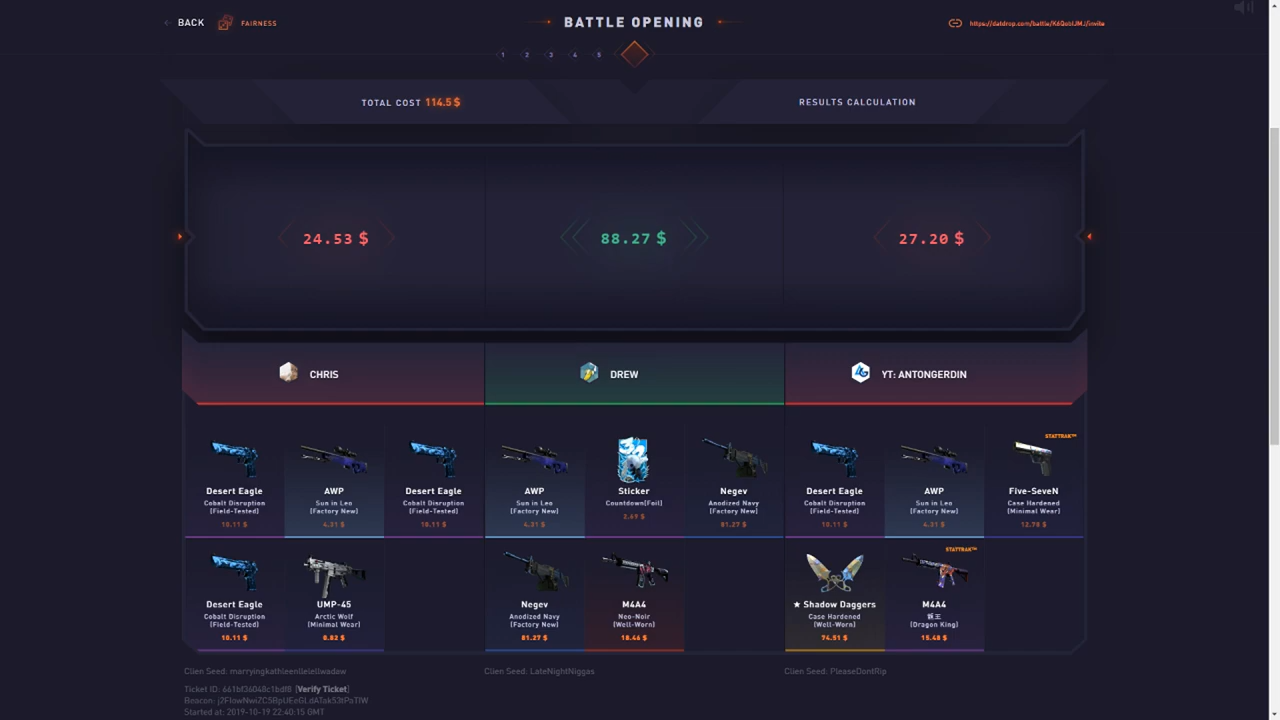 BACK
FAIRNESS
BATTLE OPENING
1 2 3 4 5
TOTAL COST 114.5 $
RESULTS CALCULATION
24.53 $
88.27 $
27.20 $
CHRIS
DREW
YT: ANTONGERDIN
Desert Eagle
Cobalt Disruption
(Field-Tested)
10.11 $
AWP
Sun in Leo
(Factory New)
4.31 $
Desert Eagle
Cobalt Disruption
(Field-Tested)
10.11 $
AWP
Sun in Leo
(Factory New)
4.31 $
Sticker
Countdown(Foil)
Negev
Anodized Navy
(Factory New)
81.27 $
Desert Eagle
Cobalt Disruption
(Field-Tested)
10.11 $
AWP
Sun in Leo
(Factory New)
4.31 $
STATTRAK™
Five-SeveN
Case Hardened
(Minimal Wear)
Desert Eagle
Cobalt Disruption
(Field-Tested)
10.11 $
UMP-45
Arctic Wolf
(Minimal Wear)
Negev
Anodized Navy
(Factory New)
81.27 $
M4A4
Neo-Noir
(Well-Worn)
18.46 $
★ Shadow Daggers
Case Hardened
(Well-Worn)
74.51 $
STATTRAK™
M4A4
(Dragon King)
15.48 $
Clien Seed: marryingkathleenllelellwadaw
Clien Seed: LateNightNiggas
Clien Seed: PleaseDontRip
Ticket ID: [Verify Ticket]
Beacon:
Started at: 2019-10-19 22:40:15 GMT